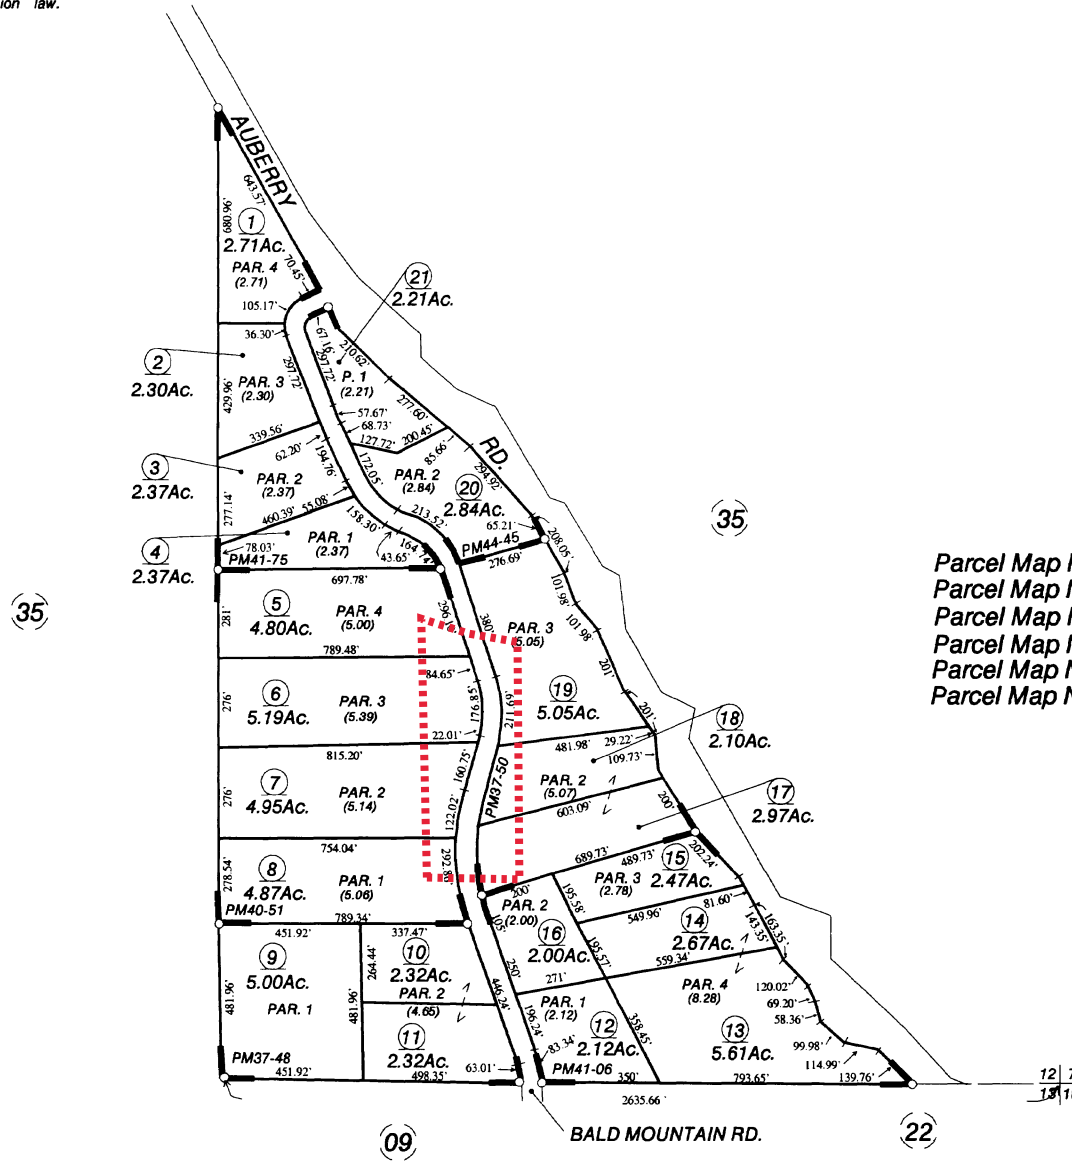 ion law.
AUBERRY
643.57'
680.96'
1
2.71Ac.
PAR. 4
(2.71)
70.45'
105.17'
36.30'
21
2.21Ac.
67.16'
297.72'
210.62'
P. 1
(2.21)
2
2.30Ac.
PAR. 3
(2.30)
297.72'
429.96'
277.60'
57.67'
68.73'
127.72'
200.45'
339.56'
62.20'
194.76'
172.05'
85.66'
RD.
294.92'
3
2.37Ac.
PAR. 2
(2.37)
PAR. 2
(2.84)
20
2.84Ac.
277.14'
460.39'
55.08'
158.30'
213.52'
65.21'
35
4
2.37Ac.
78.03'
PAR. 1
(2.37)
43.65'
164.74'
PM44-45
276.69'
208.05'
PM41-75
697.78'
101.98'
Parcel Map
Parcel Map
Parcel Map
Parcel Map
Parcel Map
Parcel Map
35
281'
5
4.80Ac.
PAR. 4
(5.00)
380'
PAR. 3
(5.05)
101.98'
789.48'
84.65'
201'
276'
6
5.19Ac.
PAR. 3
(5.39)
176.85'
211.69'
19
5.05Ac.
201'
22.01'
18
2.10Ac.
815.20'
481.98'
29.22'
109.73'
276'
7
4.95Ac.
PAR. 2
(5.14)
160.75'
122.02'
PM37-50
PAR. 2
(5.07)
603.09'
200'
17
2.97Ac.
754.04'
278.54'
8
4.87Ac.
PAR. 1
(5.06)
292.80'
689.73'
489.73'
202.24'
PAR. 3
(2.78)
15
2.47Ac.
PM40-51
789.34'
200'
PAR. 2
(2.00)
195.58'
81.60'
549.96'
451.92'
337.47'
105'
16
2.00Ac.
195.57'
14
2.67Ac.
143.35'
163.35'
9
5.00Ac.
PAR. 1
264.44'
10
2.32Ac.
PAR. 2
(4.65)
250'
271'
559.34'
PAR. 4
(8.28)
120.02'
69.20'
58.36'
481.96'
481.96'
446.24'
PAR. 1
(2.12)
196.24'
12
2.12Ac.
358.45'
13
5.61Ac.
11
2.32Ac.
83.34'
99.98'
114.99'
PM37-48
451.92'
498.35'
63.01'
PM41-06
350'
793.65'
139.76'
2635.66'
12
13
09
BALD MOUNTAIN RD.
22